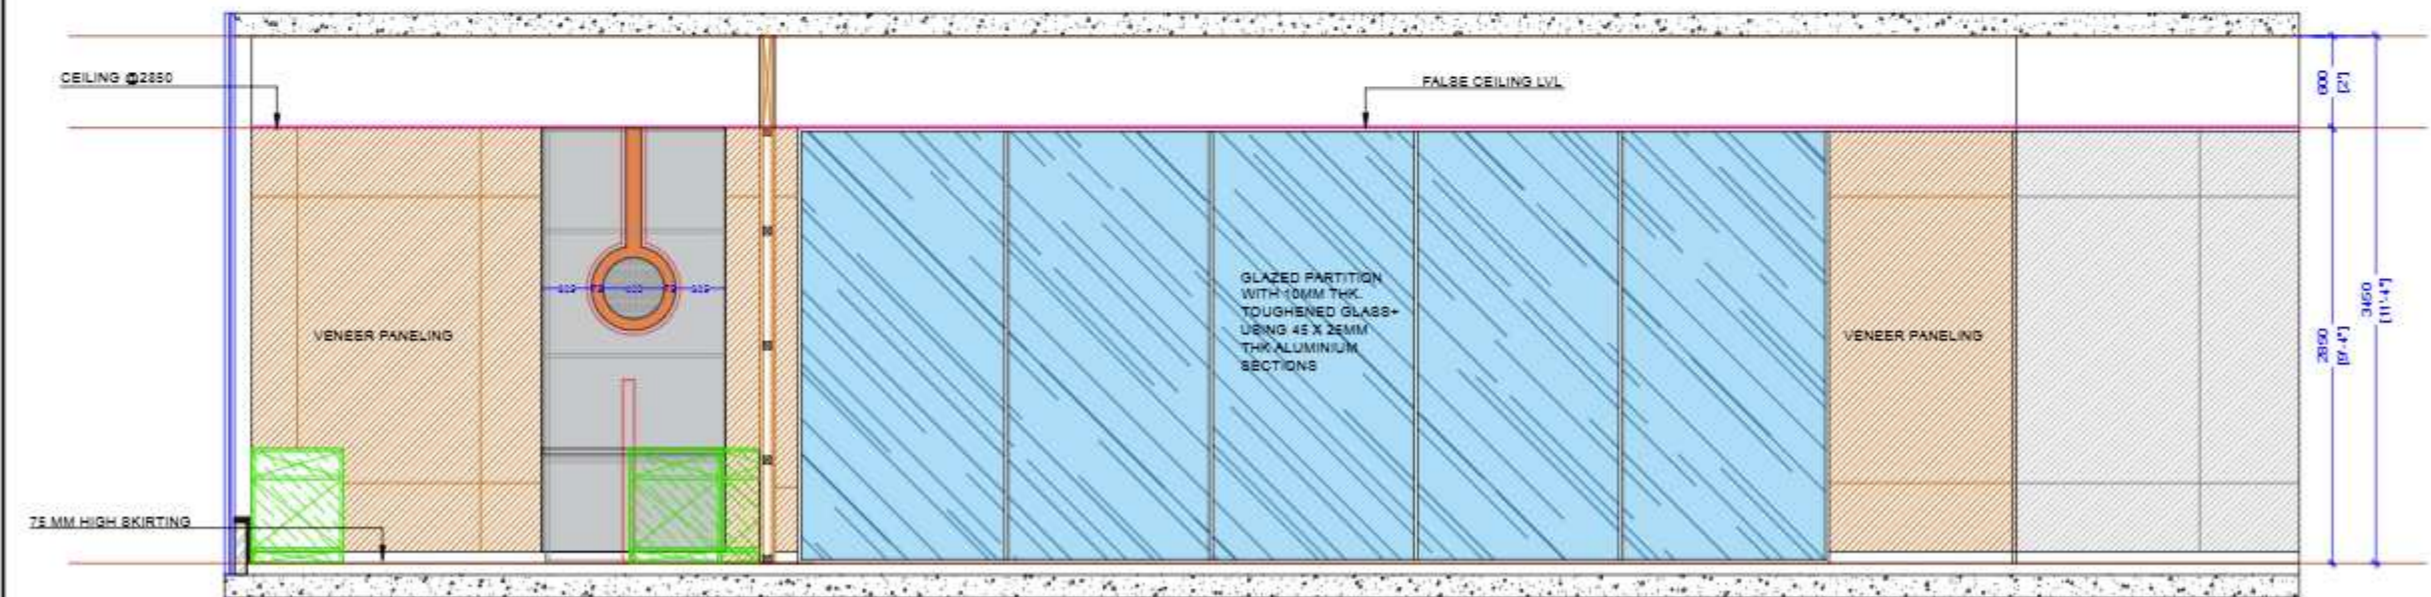 CEILING @2850
FALSE CEILING LVL
600
[2']
GLAZED PARTITION
WITH 10MM THK.
TOUGHENED GLASS+
USING 45 X 25MM
THK ALUMINIUM
SECTIONS
VENEER PANELING
VENEER PANELING
2850
[9'-4"]
3450
[11'-4"]
75 MM HIGH SKIRTING